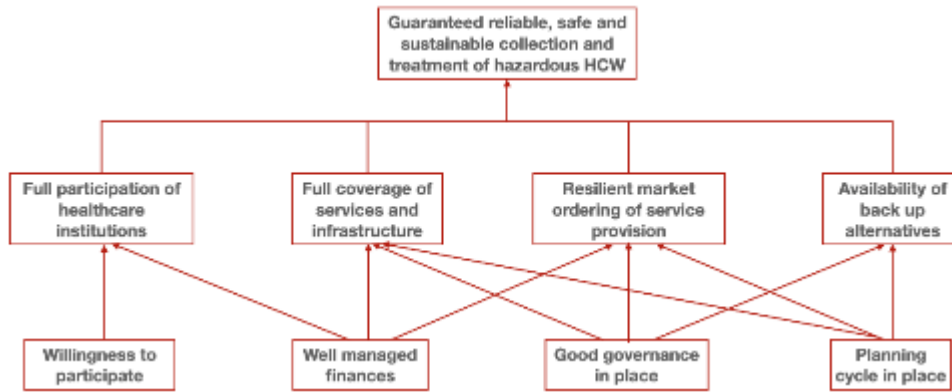 Guaranteed reliable, safe and
sustainable collection and
treatment of hazardous HCW
Full participation of
healthcare
institutions
Full coverage of
services and
infrastructure
Resilient market
ordering of service
provision
Availability of
back up
alternatives
Willingness to
participate
Well managed
finances
Good governance
in place
Planning
cycle in place